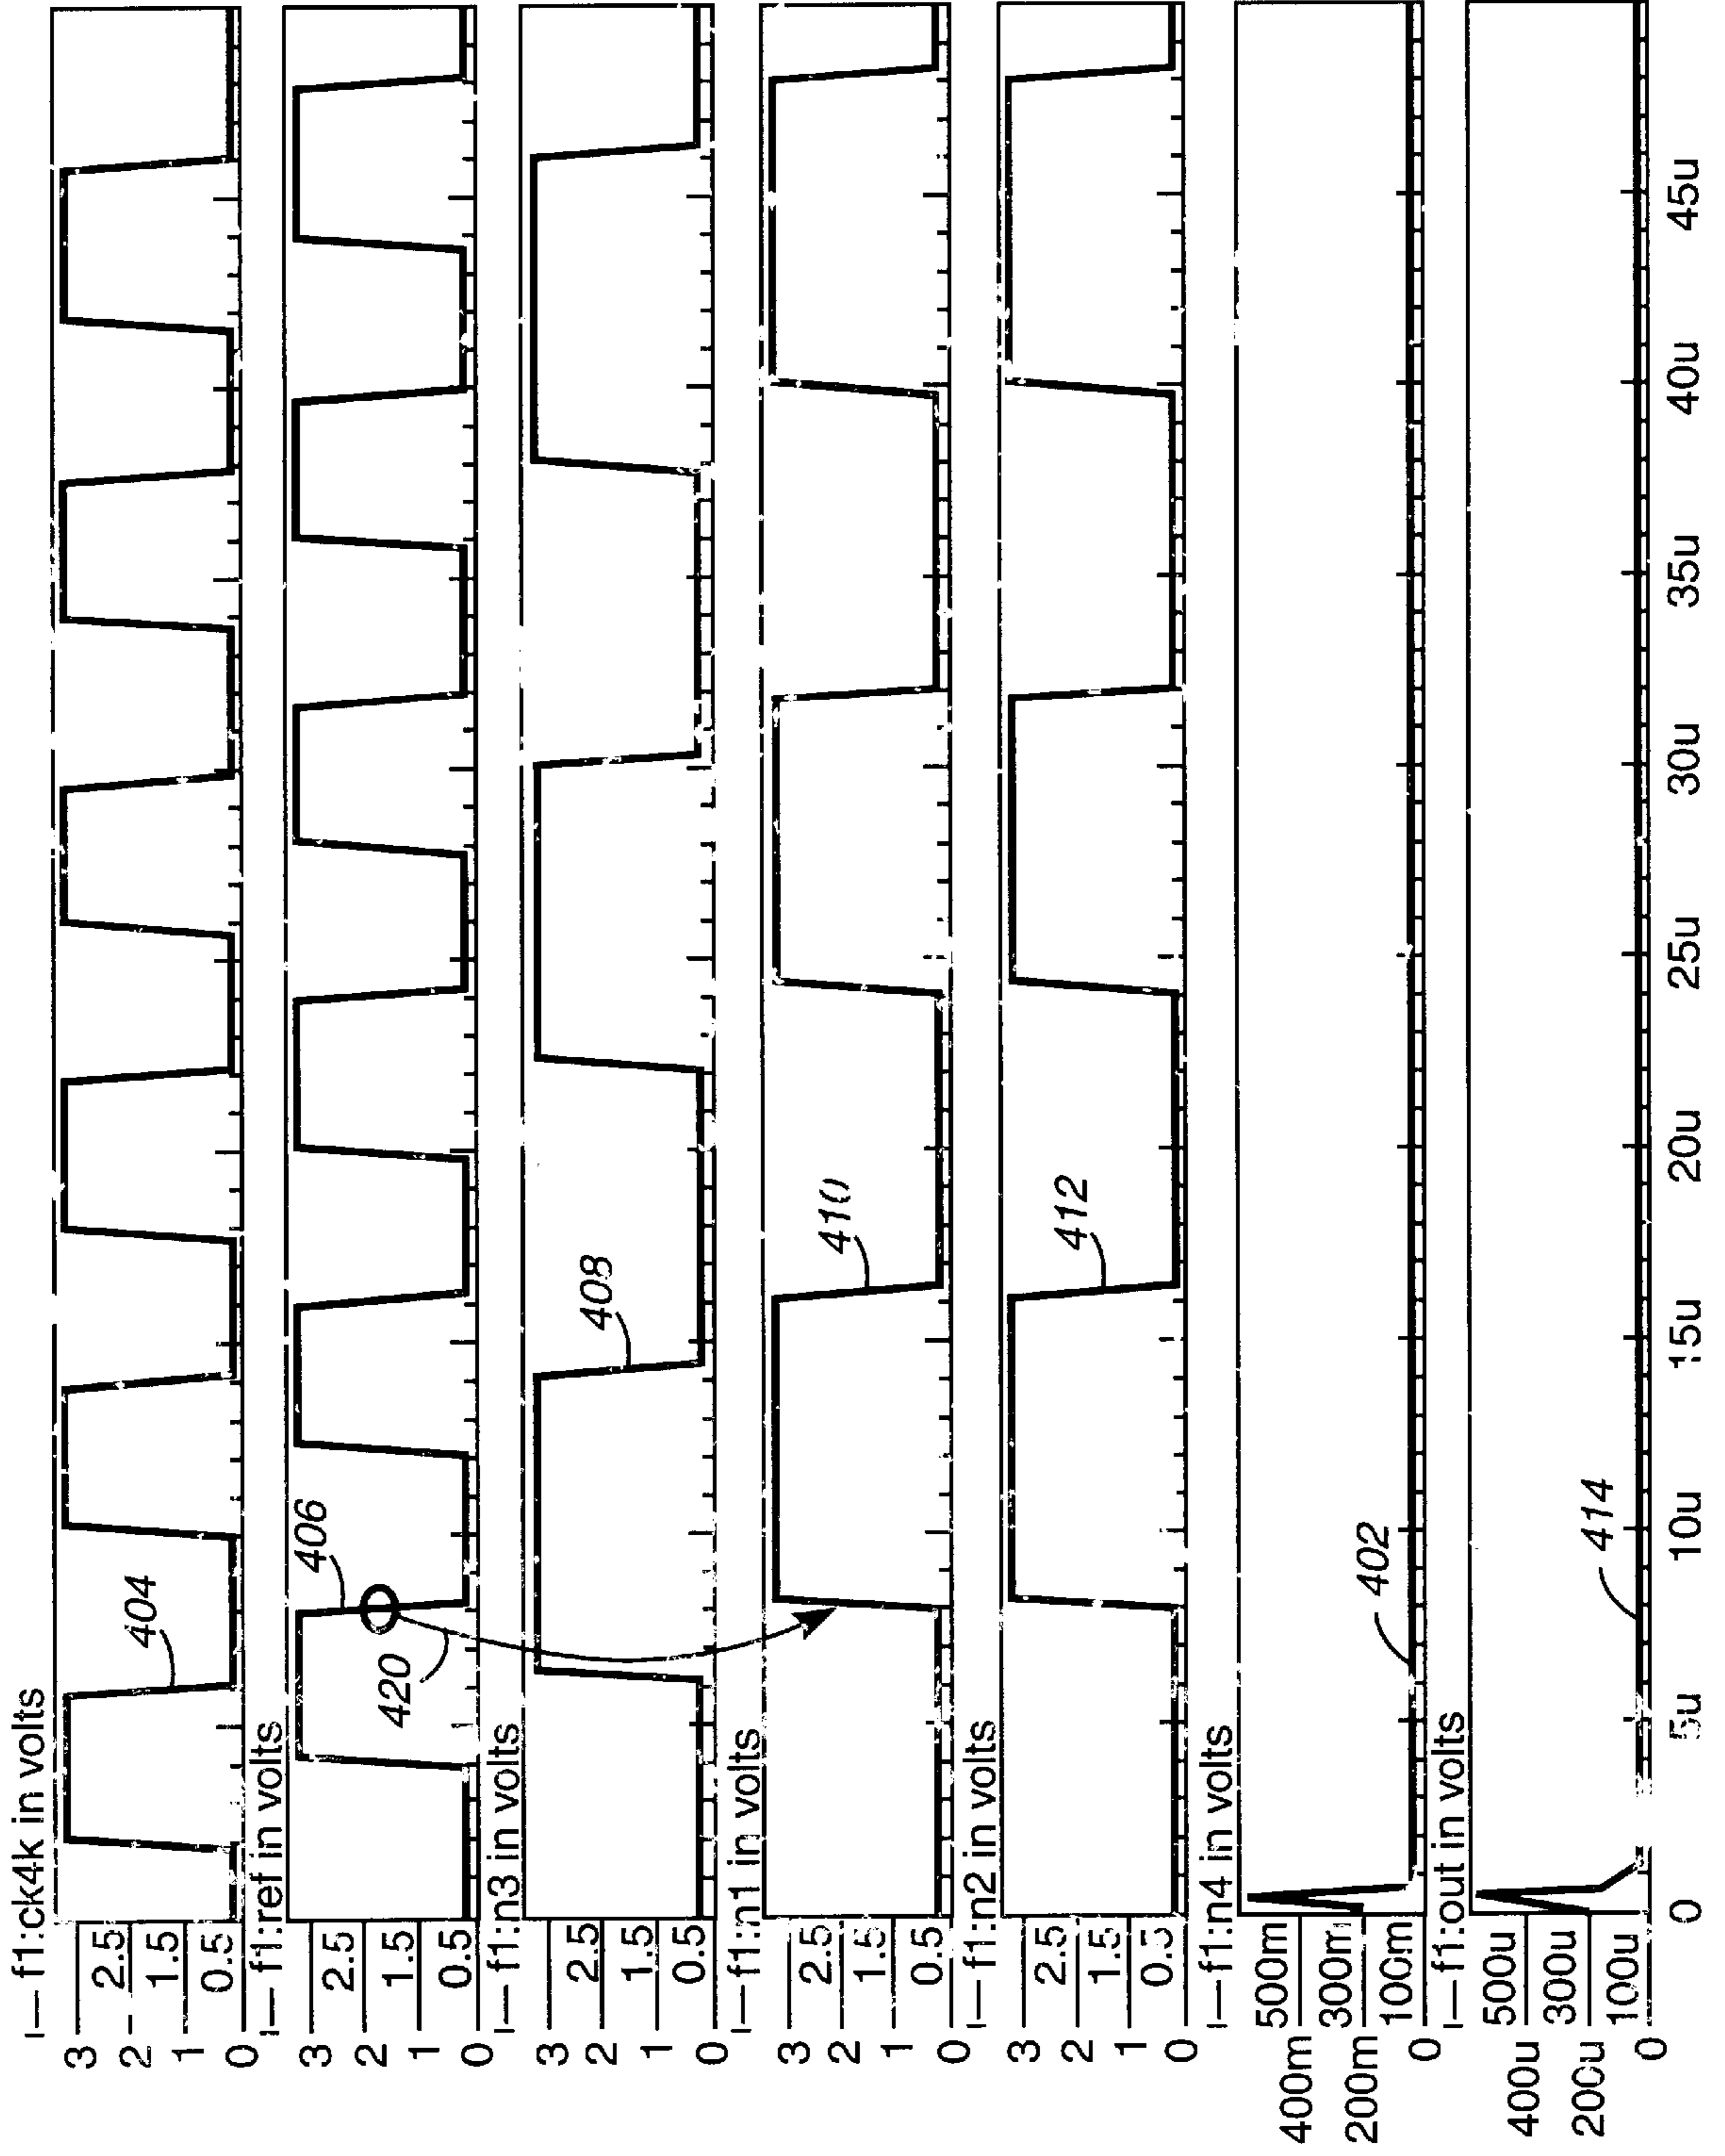 f1:ck4k in volts
3
2.5
2
1.5
1
0.5
0
404
f1:ref in volts
3
2.5
2
1.5
1
0.5
0
406
420
f1:n3 in volts
3
2.5
2
1.5
1
0.5
0
408
f1:n1 in volts
3
2.5
2
1.5
1
0.5
0
410
f1:n2 in volts
3
2.5
2
1.5
1
0.5
0
412
f1:n4 in volts
500m
400m
300m
200m
100m
0
402
f1:out in volts
500u
400u
300u
200u
100u
0
414
0 5u 10u 15u 20u 25u 30u 35u 40u 45u